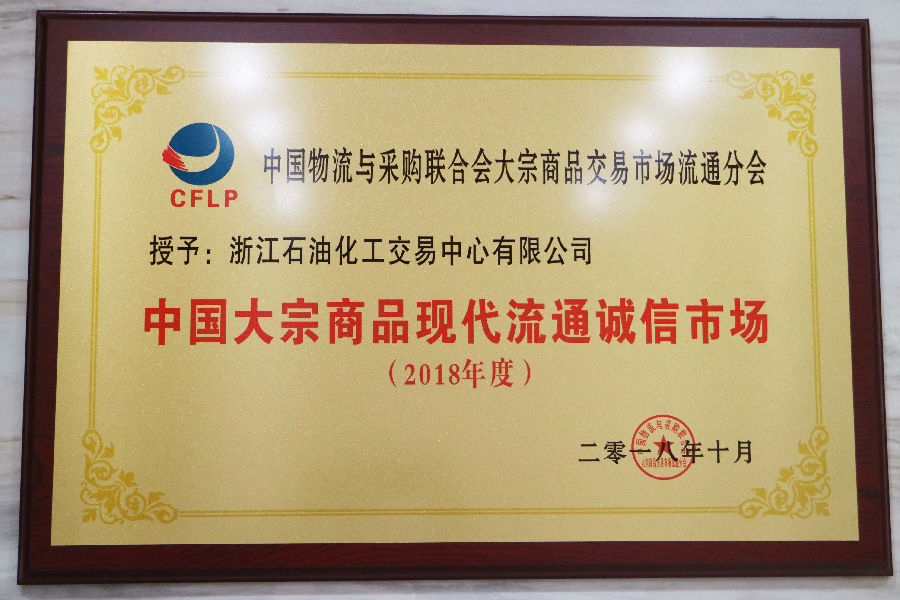 中国物流与采购联合会大宗商品交易市场流通分会
CFLP
授予：浙江石油化工交易中心有限公司
中国大宗商品现代流通诚信市场
（2018年度）
二零一八年十月